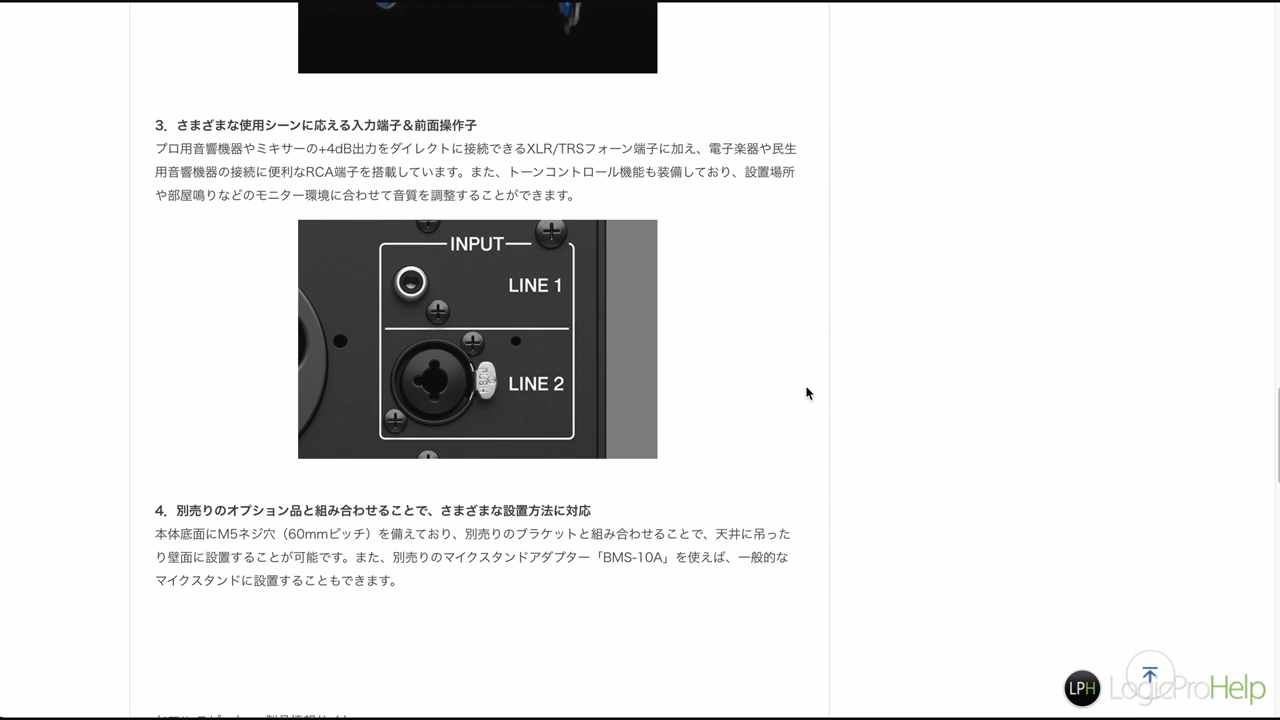 3．さまざまな使用シーンに応える入力端子＆前面操作子
プロ用音響機器やミキサーの+4dB出力をダイレクトに接続できるXLR/TRSフォーン端子に加え、電子楽器や民生
用音響機器の接続に便利なRCA端子を搭載しています。また、トーンコントロール機能も装備しており、設置場所
や部屋鳴りなどのモニター環境に合わせて音質を調整することができます。
INPUT
LINE 1
PUSH
LINE 2
4．別売りのオプション品と組み合わせることで、さまざまな設置方法に対応
本体底面にM5ネジ穴（60mmピッチ）を備えており、別売りのブラケットと組み合わせることで、天井に吊った
り壁面に設置することが可能です。また、別売りのマイクスタンドアダプター「BMS-10A」を使えば、一般的な
マイクスタンドに設置することもできます。
LPH LogicProHelp